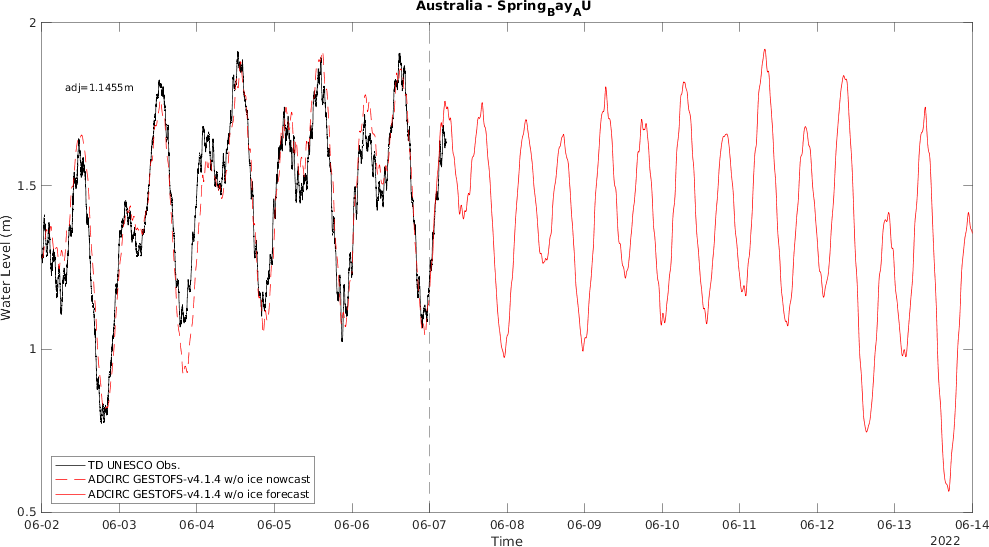 Australia - Spring_Bay_AU
2
adj=1.1455m
1.5
Water Level (m)
1
TD UNESCO Obs.
ADCIRC GESTOFS-v4.1.4 w/o ice nowcast
ADCIRC GESTOFS-v4.1.4 w/o ice forecast
0.5
06-02 06-03 06-04 06-05 06-06 06-07 06-08 06-09 06-10 06-11 06-12 06-13 06-14
Time
2022